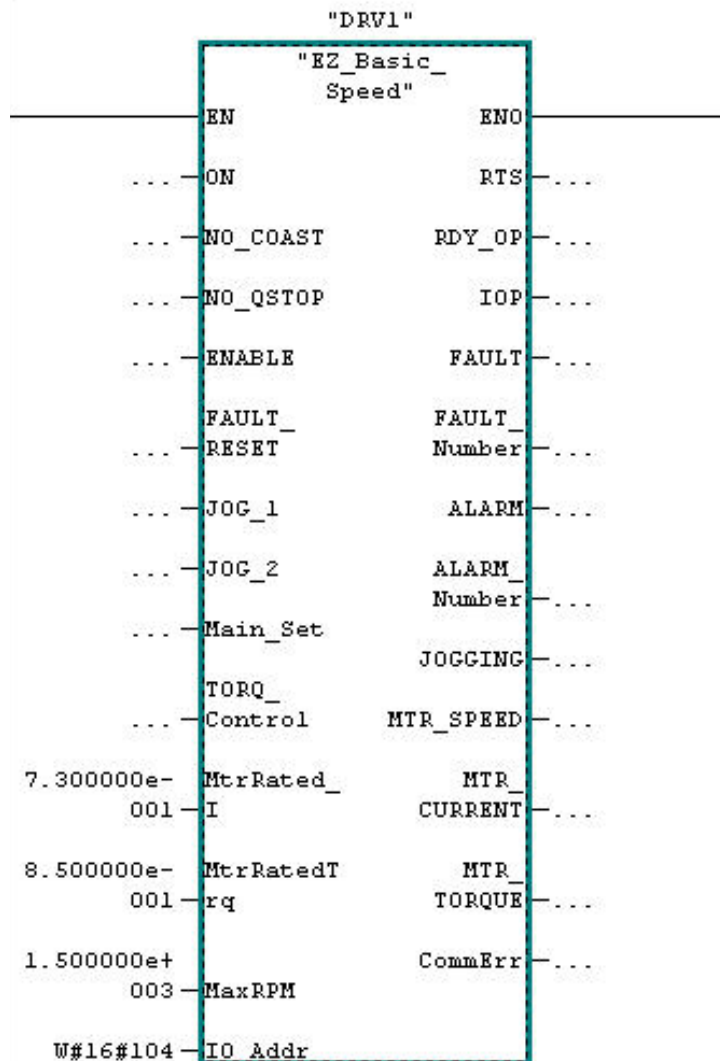 "DRV1"
"EZ_Basic_
Speed"
EN ENO
... ON RTS ...
... NO_COAST RDY_OP ...
... NO_QSTOP IOP ...
... ENABLE FAULT ...
FAULT_ FAULT_
... RESET Number ...
... JOG_1 ALARM ...
... JOG_2 ALARM_
Number ...
... Main_Set
JOGGING ...
TORQ_
... Control MTR_SPEED ...
7.300000e- MtrRated_ MTR_
001 I CURRENT ...
8.500000e- MtrRatedT MTR_
001 rq TORQUE ...
1.500000e+ CommErr ...
003 MaxRPM
W#16#104 IO_Addr